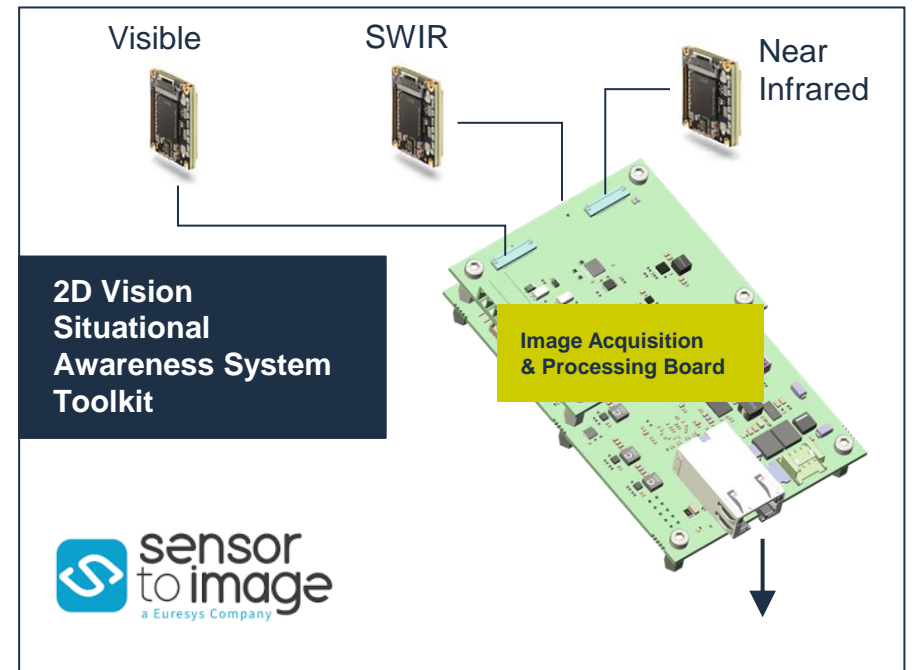 Visible
SWIR
Near
Infrared
2D Vision
Situational
Awareness System
Toolkit
Image Acquisition
& Processing Board
sensor
to image
a Euresys Company